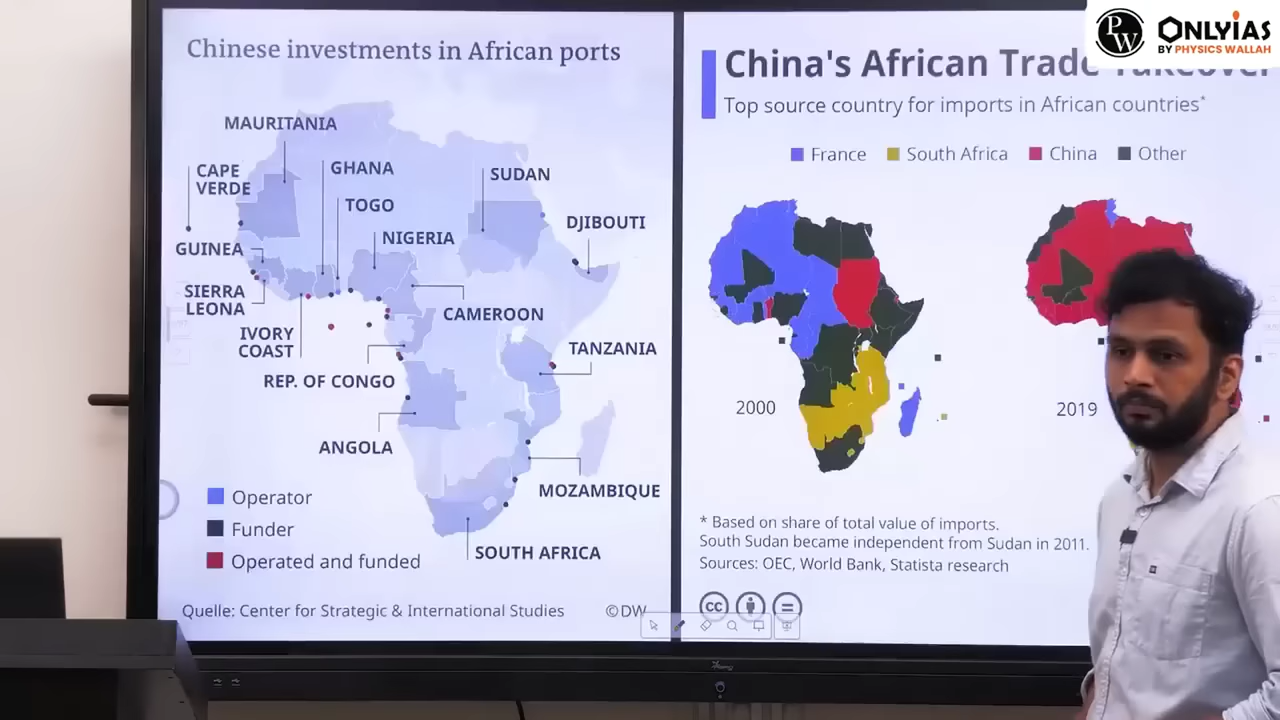 Chinese investments in African ports
MAURITANIA
CAPE
VERDE
GHANA
TOGO
SUDAN
DJIBOUTI
GUINEA
NIGERIA
SIERRA
LEONA
CAMEROON
IVORY
COAST
TANZANIA
REP. OF CONGO
ANGOLA
MOZAMBIQUE
SOUTH AFRICA
Operator
Funder
Operated and funded
Quelle: Center for Strategic & International Studies
©DW
China's African Trade Takeover
Top source country for imports in African countries*
France
South Africa
China
Other
2000
2019
* Based on share of total value of imports.
South Sudan became independent from Sudan in 2011.
Sources: OEC, World Bank, Statista research
cc
PW
ONLYIAS
BY PHYSICS WALLAH